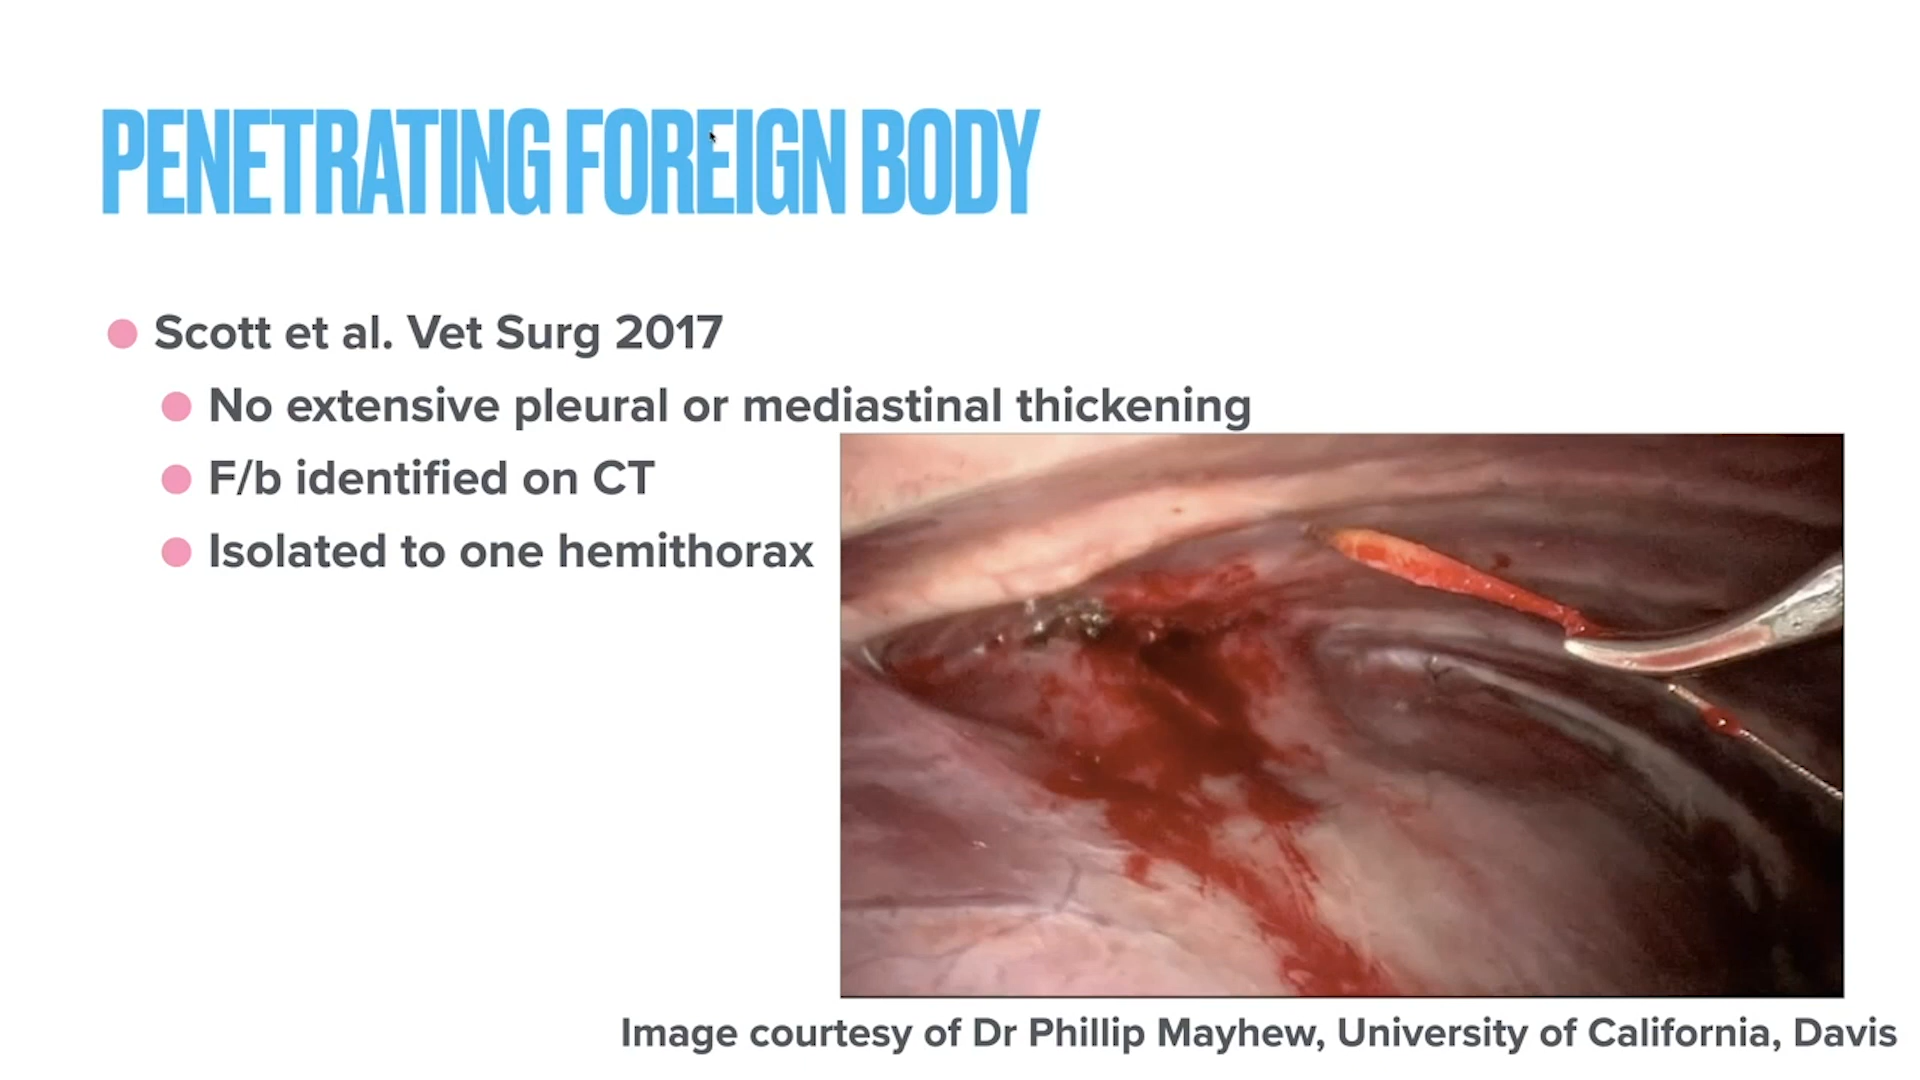 PENETRATING FOREIGN BODY
Scott et al. Vet Surg 2017
No extensive pleural or mediastinal thickening
F/b identified on CT
Isolated to one hemithorax
Image courtesy of Dr Phillip Mayhew, University of California, Davis